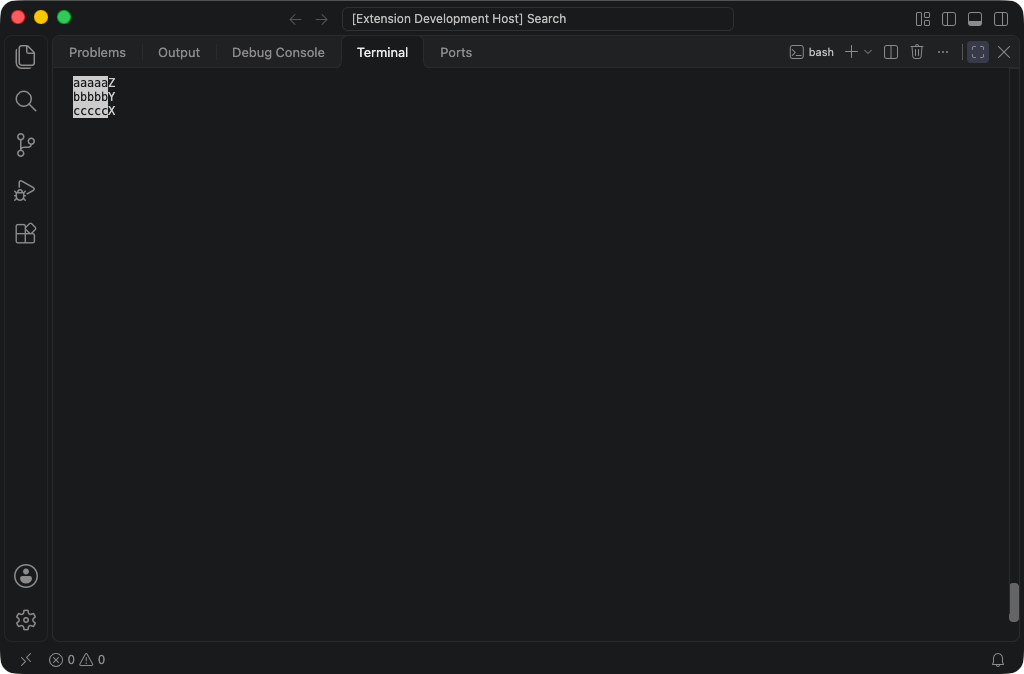 [Extension Development Host] Search
Problems Output Debug Console Terminal Ports bash
aaaaaZ
bbbbbY
cccccX
0 0